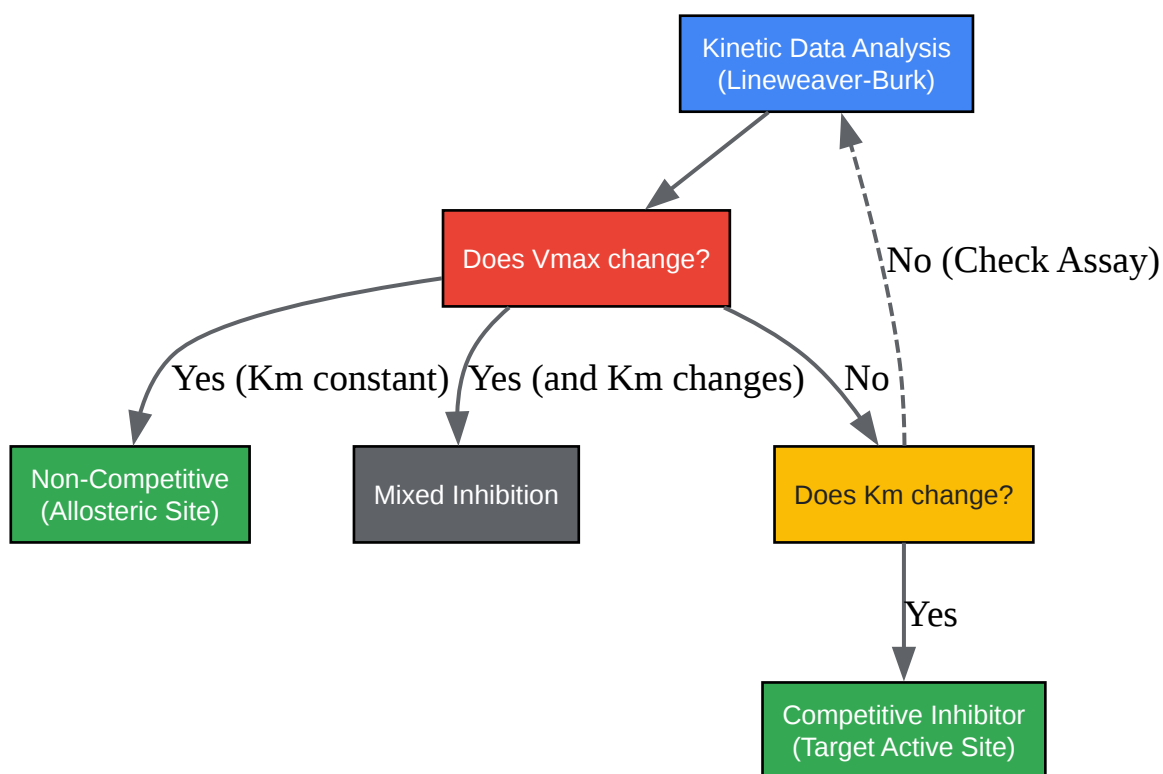 Kinetic Data Analysis
(Lineweaver-Burk)
Does Vmax change?
No (Check Assay)
Yes (Km constant)
Yes (and Km changes)
No
Non-Competitive
(Allosteric Site)
Mixed Inhibition
Does Km change?
Yes
Competitive Inhibitor
(Target Active Site)